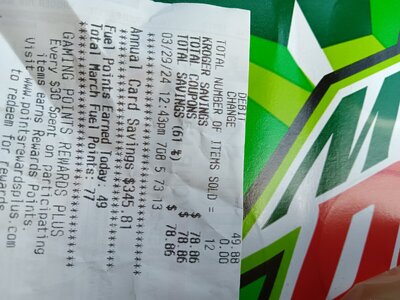 DEBIT 49.88
CHANGE 0.00
TOTAL NUMBER OF ITEMS SOLD = 12
KROGER SAVINGS $ 78.86
TOTAL COUPONS $ 78.86
TOTAL SAVINGS (61 %) $ 78.86
03/29/24 12:43pm 708 5 73 13
************************
Annual Card Savings $345.81
************************
Fuel Points Earned Today: 49
Total March Fuel Points: 77
************************
GAMING POINTS REWARDS PLUS
Every $30 Spent on participating
items earns Rewards Points.
Visit www.pointsrewardsplus.com
to redeem for rewards